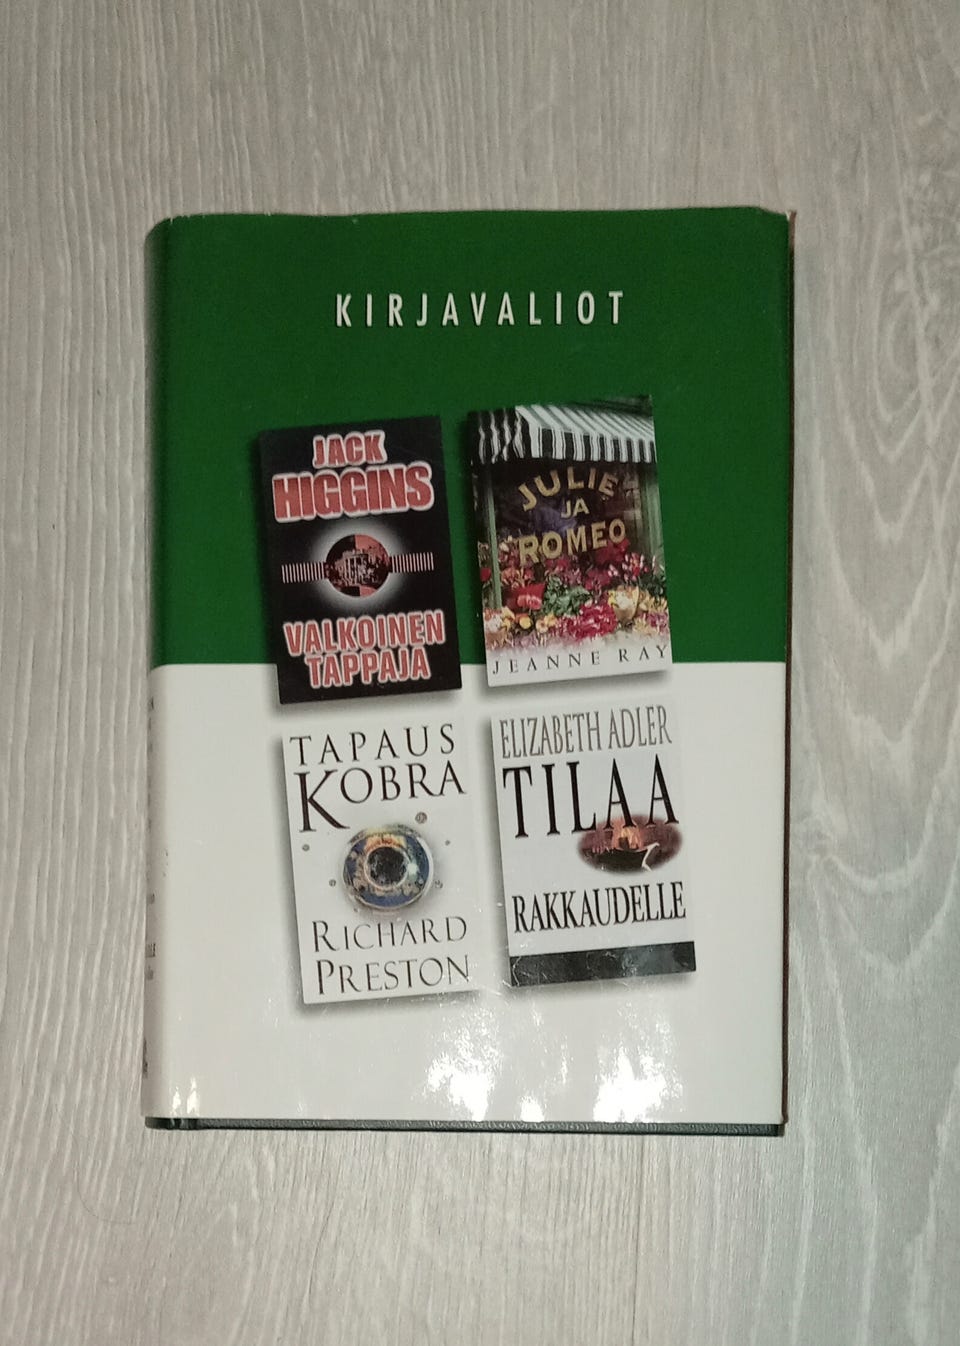 KIRJAVALIOT
JACK
HIGGINS
VALKOINEN
TAPPAJA
JULIE
JA
ROMEO
JEANNE RAY
TAPAUS
KOBRA
RICHARD
PRESTON
ELIZABETH ADLER
TILAA
RAKKAUDELLE